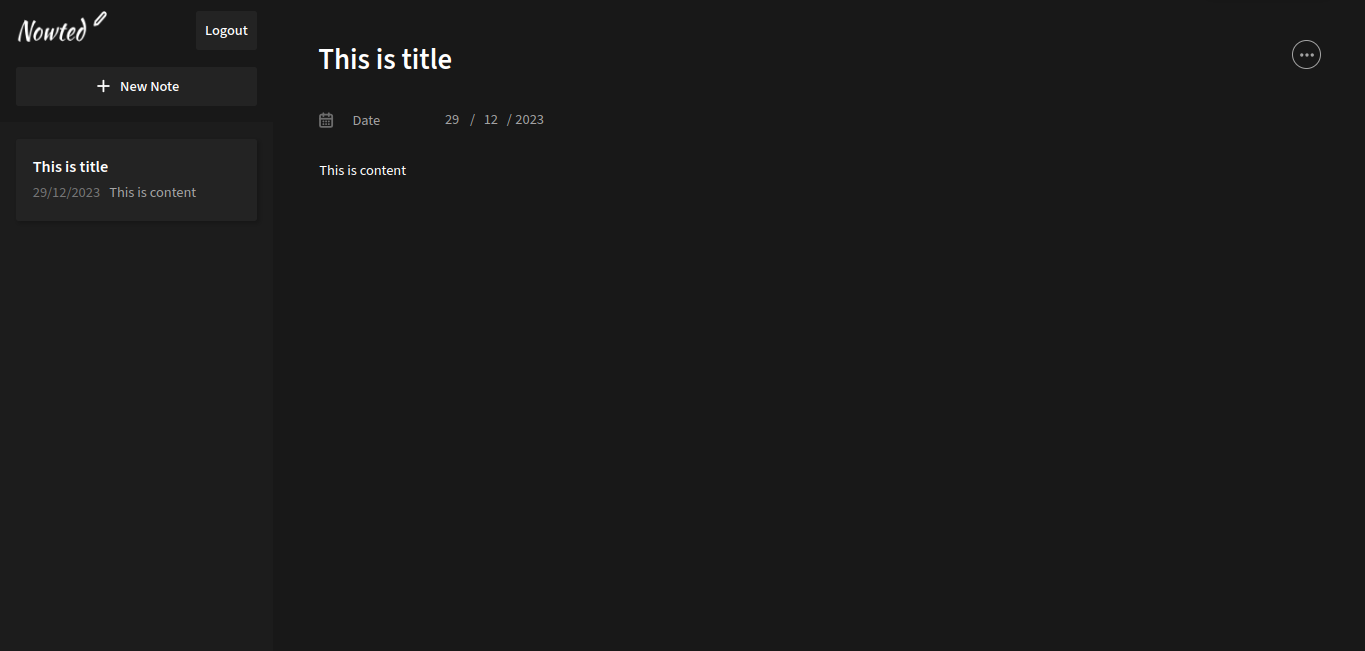 Nowted
Logout
+ New Note
This is title
29/12/2023 This is content
This is title
Date 29 / 12 / 2023
This is content